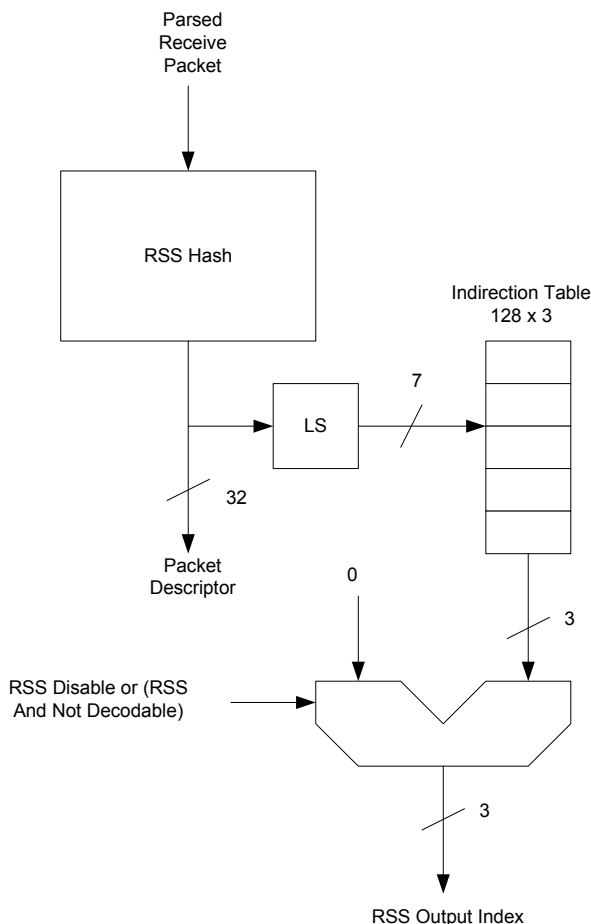 Parsed
Receive
Packet
RSS Hash
Indirection Table
128 x 3
7
LS
32
Packet
Descriptor
0
3
RSS Disable or (RSS
And Not Decodable)
3
RSS Output Index